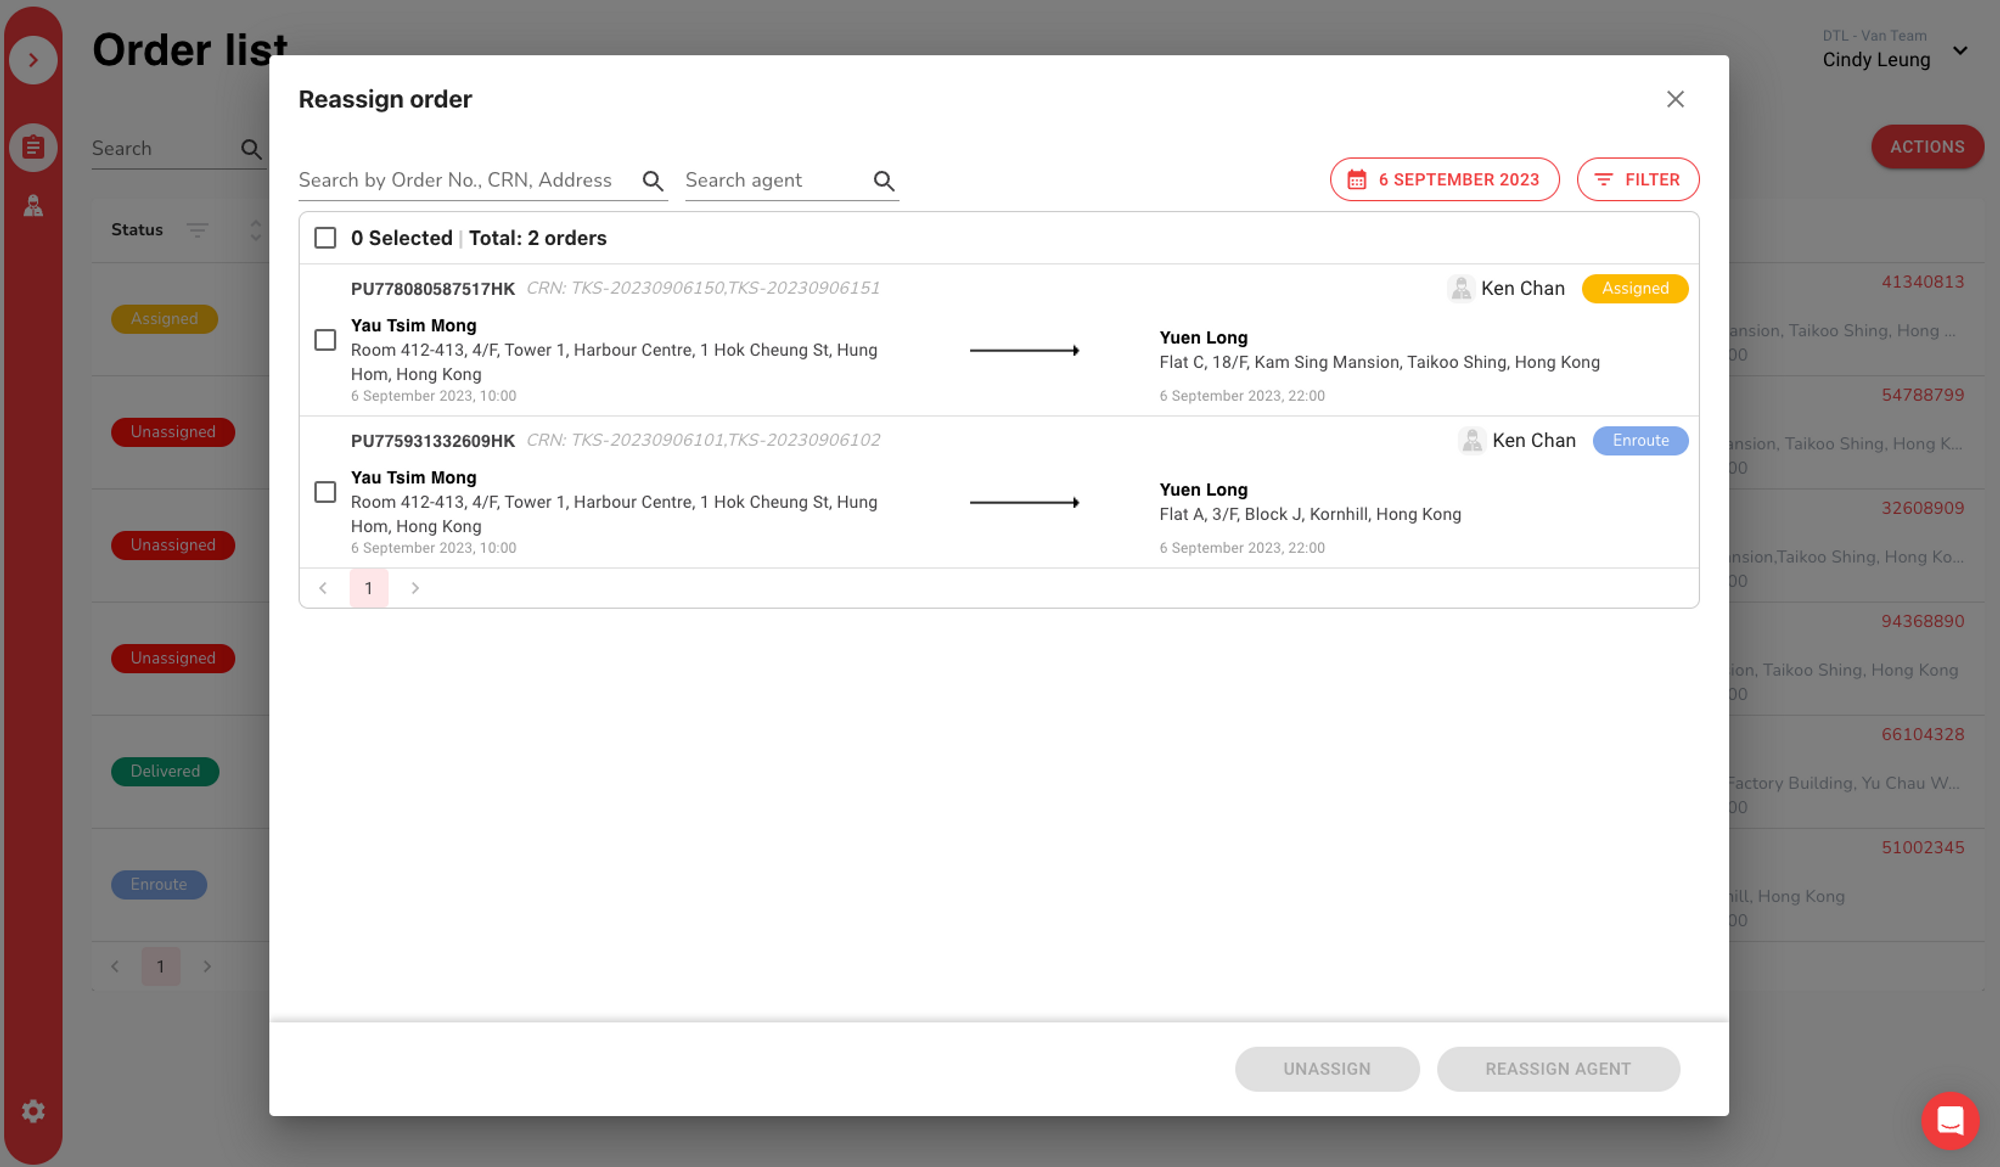 Order list
DTL - Van Team
Cindy Leung
Search
ACTIONS
Status
Assigned
Unassigned
Unassigned
Unassigned
Delivered
Enroute
1
Reassign order
Search by Order No., CRN, Address
Search agent
6 SEPTEMBER 2023
FILTER
0 Selected | Total: 2 orders
PU778080587517HK CRN: TKS-20230906150,TKS-20230906151
Ken Chan Assigned
Yau Tsim Mong
Room 412-413, 4/F, Tower 1, Harbour Centre, 1 Hok Cheung St, Hung
Hom, Hong Kong
6 September 2023, 10:00
Yuen Long
Flat C, 18/F, Kam Sing Mansion, Taikoo Shing, Hong Kong
6 September 2023, 22:00
PU775931332609HK CRN: TKS-20230906101,TKS-20230906102
Ken Chan Enroute
Yau Tsim Mong
Room 412-413, 4/F, Tower 1, Harbour Centre, 1 Hok Cheung St, Hung
Hom, Hong Kong
6 September 2023, 10:00
Yuen Long
Flat A, 3/F, Block J, Kornhill, Hong Kong
6 September 2023, 22:00
1
UNASSIGN
REASSIGN AGENT
41340813
ansion, Taikoo Shing, Hong ...
00
54788799
ansion, Taikoo Shing, Hong K...
00
32608909
nsion,Taikoo Shing, Hong Ko...
00
94368890
ion, Taikoo Shing, Hong Kong
00
66104328
Factory Building, Yu Chau W...
00
51002345
hill, Hong Kong
00